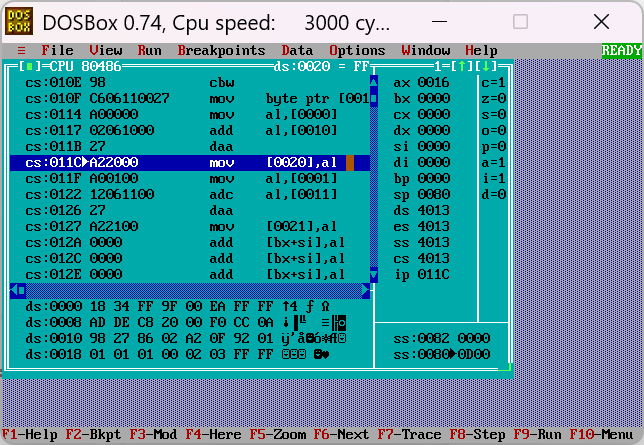 DOS BOX DOSBox 0.74, Cpu speed: 3000 cy...
≡ File View Run Breakpoints Data Options Window Help READY
[■]=CPU 80486 ds:0020 = FF 1=[↑][↓]
cs:010E 98 cbw ax 0016 c=1
cs:010F C606110027 mov byte ptr [001 bx 0000 z=0
cs:0114 A00000 mov al,[0000] cx 0000 s=0
cs:0117 02061000 add al,[0010] dx 0000 o=0
cs:011B 27 daa si 0000 p=0
cs:011C▶A22000 mov [0020],al di 0000 a=1
cs:011F A00100 mov al,[0001] bp 0000 i=1
cs:0122 12061100 adc al,[0011] sp 0080 d=0
cs:0126 27 daa ds 4013
cs:0127 A22100 mov [0021],al es 4013
cs:012A 0000 add [bx+si],al ss 4013
cs:012C 0000 add [bx+si],al cs 4013
cs:012E 0000 add [bx+si],al ip 011C
ds:0000 18 34 FF 9F 00 EA FF FF ↑4 ƒ Ω
ds:0008 AD DE C8 20 00 F0 CC 0A ¡▐╚ ≡╠◙
ds:0010 98 27 86 02 A2 0F 92 01 ÿ'å☻ó☼Æ☺ ss:0082 0000
ds:0018 01 01 01 00 02 03 FF FF ☺☺☺ ☻♥ ss:0080▶0D00
F1-Help F2-Bkpt F3-Mod F4-Here F5-Zoom F6-Next F7-Trace F8-Step F9-Run F10-Menu